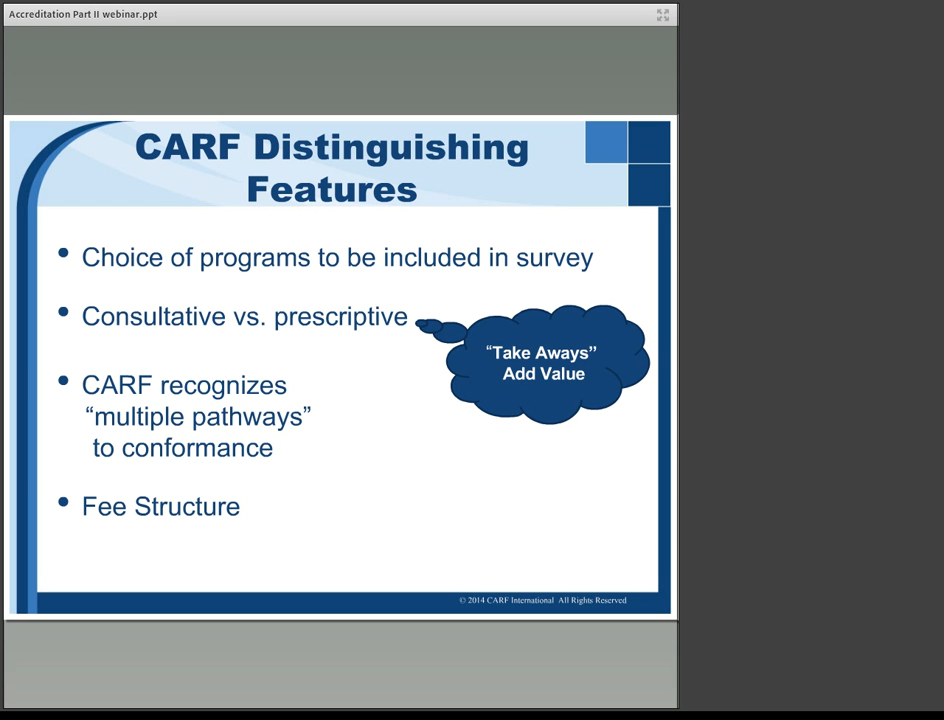 Accreditation Part II webinar.ppt
CARF Distinguishing
Features
• Choice of programs to be included in survey
• Consultative vs. prescriptive
“Take Aways”
Add Value
• CARF recognizes
“multiple pathways”
to conformance
• Fee Structure
© 2014 CARF International All Rights Reserved